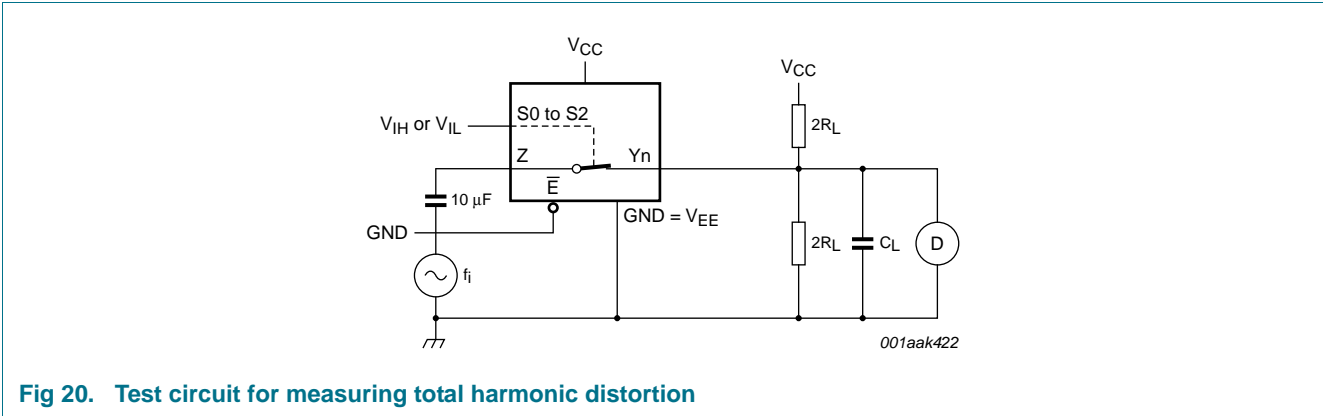 VCC
VCC
S0 to S2
2RL
VIH or VIL
Z
Yn
E
10 μF
GND = VEE
GND
2RL
CL
D
fi
001aak422
Fig 20. Test circuit for measuring total harmonic distortion